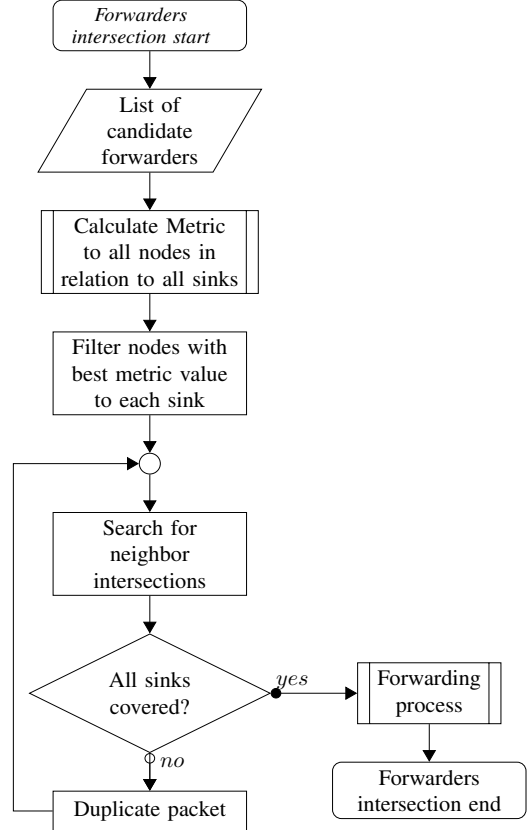 Forwarders
intersection start
List of
candidate
forwarders
Calculate Metric
to all nodes in
relation to all sinks
Filter nodes with
best metric value
to each sink
Search for
neighbor
intersections
All sinks
covered?
yes
Forwarding
process
no
Forwarders
intersection end
Duplicate packet